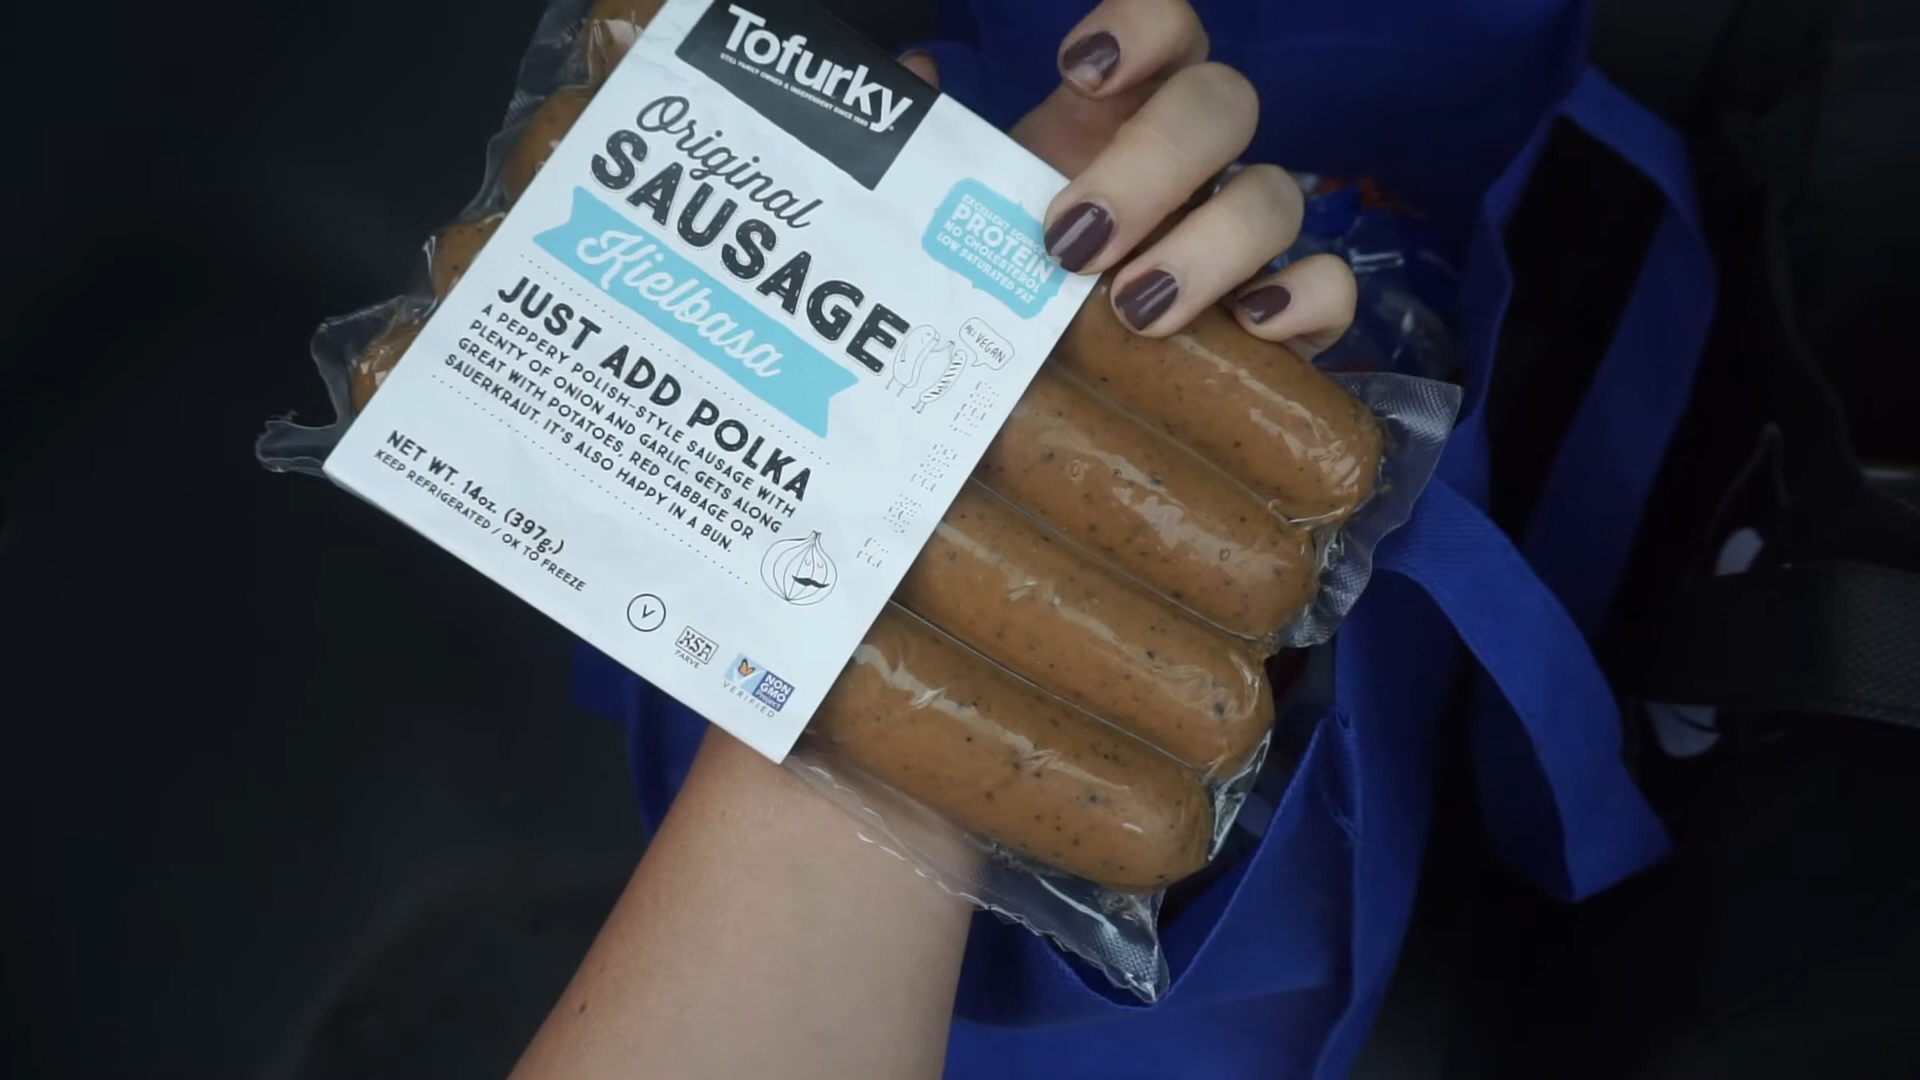 Tofurky
STILL FAMILY OWNED & INDEPENDENT SINCE 1980
Original
SAUSAGE
Kielbasa
EXCELLENT
PROTEIN
NO CHOLESTEROL
LOW SATURATED FAT
ALL VEGAN
JUST ADD POLKA
A PEPPERY POLISH-STYLE SAUSAGE WITH
PLENTY OF ONION AND GARLIC. GETS ALONG
GREAT WITH POTATOES, RED CABBAGE OR
SAUERKRAUT. IT'S ALSO HAPPY IN A BUN.
NET WT. 14oz. (397g.)
KEEP REFRIGERATED / OK TO FREEZE
V
KSA
PARVE
NON
GMO
Project
VERIFIED